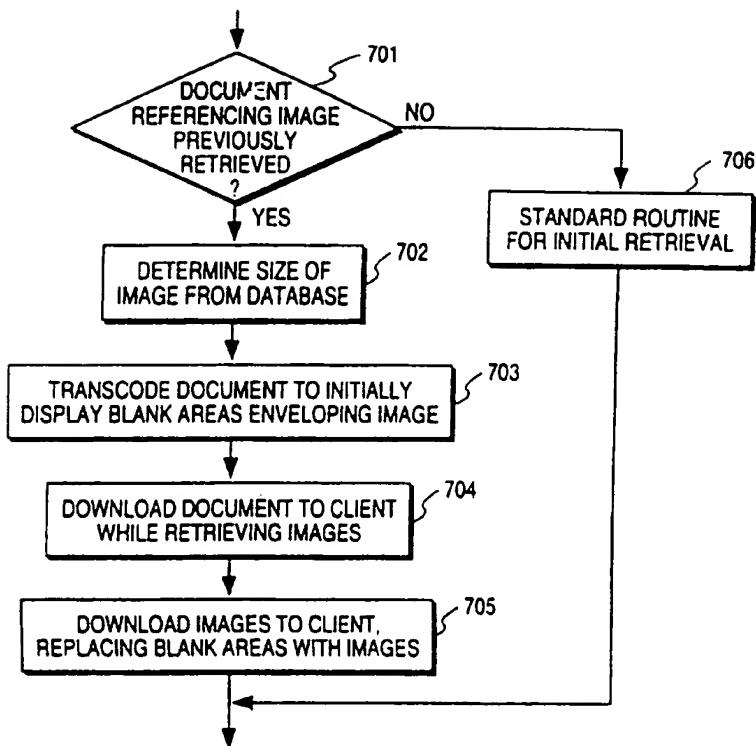 701
DOCUMENT
REFERENCING IMAGE
PREVIOUSLY
RETRIEVED
?
NO
YES
706
STANDARD ROUTINE
FOR INITIAL RETRIEVAL
702
DETERMINE SIZE OF
IMAGE FROM DATABASE
703
TRANSCODE DOCUMENT TO INITIALLY
DISPLAY BLANK AREAS ENVELOPING IMAGE
704
DOWNLOAD DOCUMENT TO CLIENT
WHILE RETRIEVING IMAGES
705
DOWNLOAD IMAGES TO CLIENT,
REPLACING BLANK AREAS WITH IMAGES